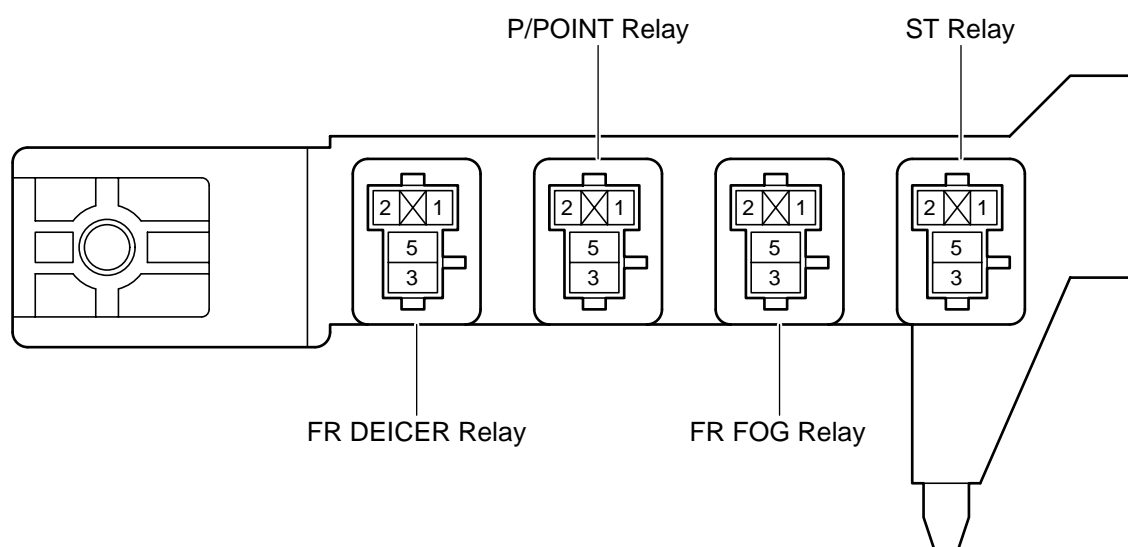 P/POINT Relay ST Relay
2 1 2 1 2 1 2 1
5 5 5 5
3 3 3 3
FR DEICER Relay FR FOG Relay